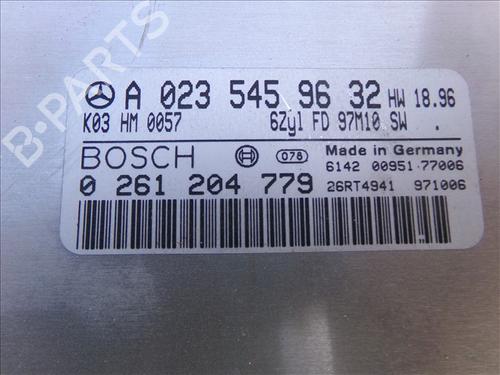 A 023 545 96 32 HW 18.96
K03 HM 0057 6Zyl FD 97M10 SW .
BOSCH 078 Made in Germany
6142 00951-77006
0 261 204 779 26RT4941 971006
B-PARTS